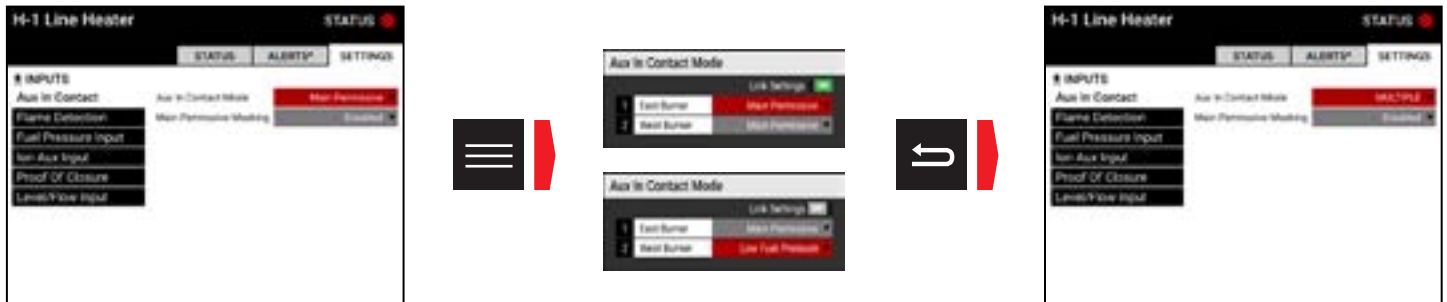 H-1 Line Heater
STATUS
STATUS ALERTS* SETTINGS
INPUTS
Aux In Contact
Aux In Contact Mode Main Permissive
Flame Detection
Main Permissive Masking Disabled
Fuel Pressure Input
Ion Aux Input
Proof Of Closure
Level/Flow Input
Aux In Contact Mode
Link Settings
1 East Burner Main Permissive
2 West Burner Main Permissive
Aux In Contact Mode
Link Settings
1 East Burner Main Permissive
2 West Burner Low Fuel Pressure
H-1 Line Heater
STATUS
STATUS ALERTS* SETTINGS
INPUTS
Aux In Contact
Aux In Contact Mode MULTIPLE
Flame Detection
Main Permissive Masking Disabled
Fuel Pressure Input
Ion Aux Input
Proof Of Closure
Level/Flow Input